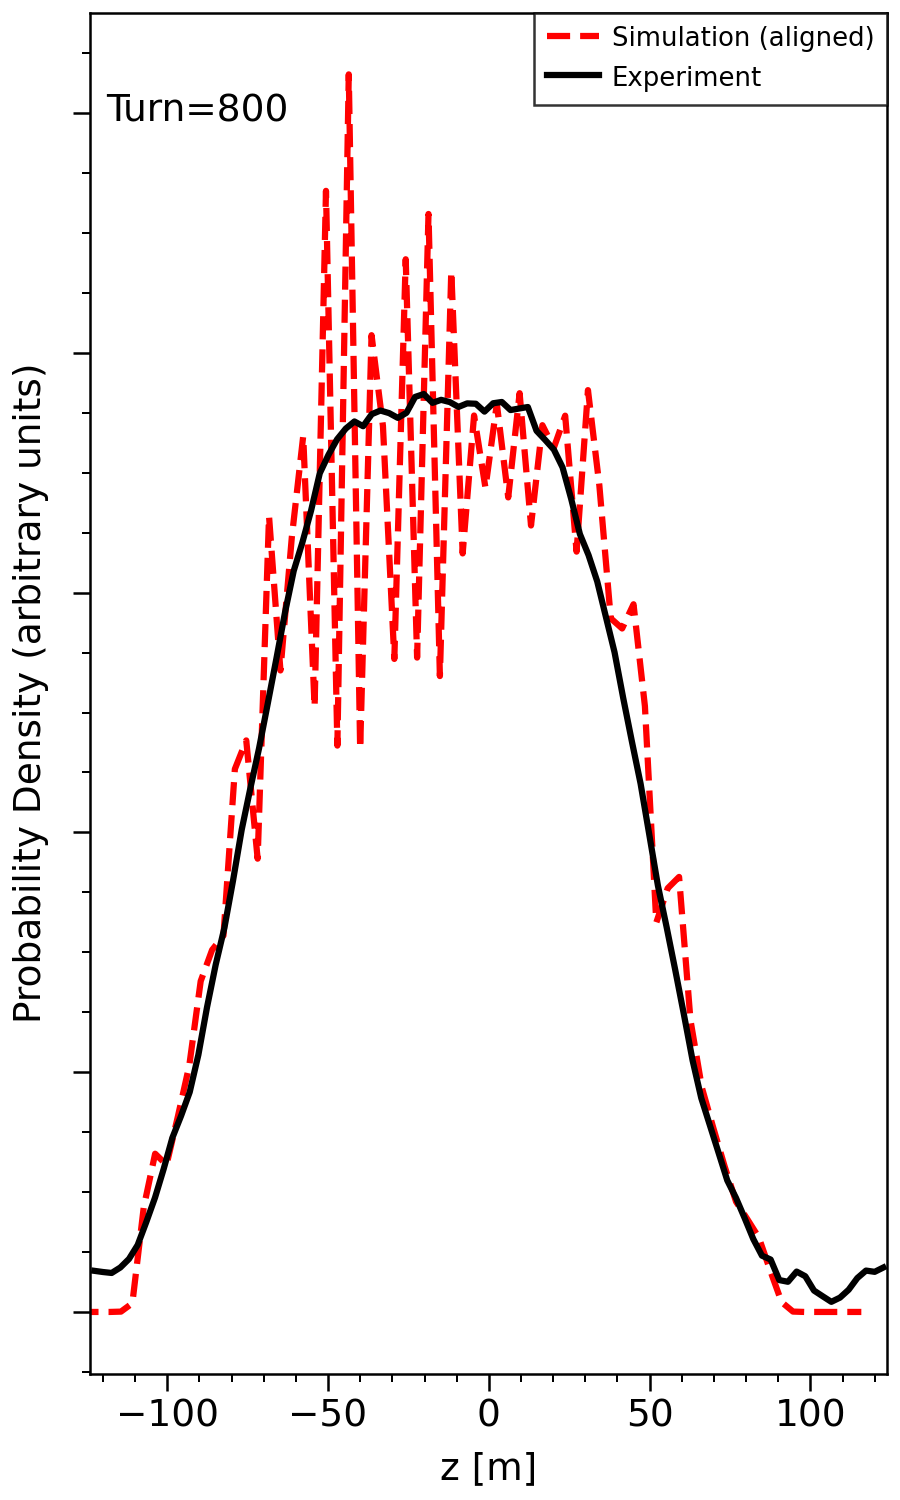 Simulation (aligned)
Experiment
Turn=800
Probability Density (arbitrary units)
−100 −50 0 50 100
z [m]